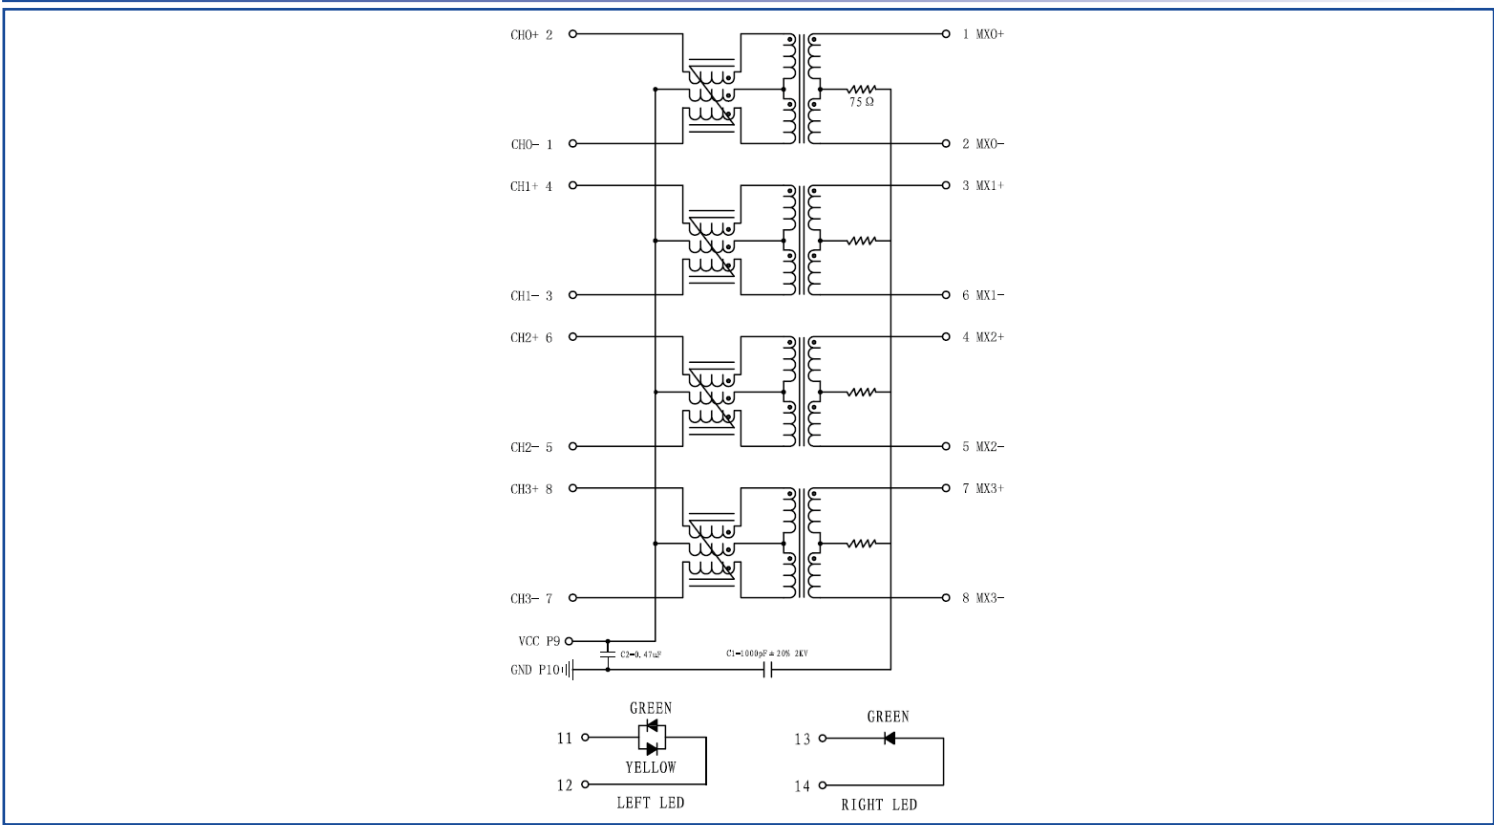 CH0+ 2
1 MX0+
75Ω
CH0- 1
2 MX0-
CH1+ 4
3 MX1+
CH1- 3
6 MX1-
CH2+ 6
4 MX2+
CH2- 5
5 MX2-
CH3+ 8
7 MX3+
CH3- 7
8 MX3-
VCC P9
C2=0.47uF
C1=1000pF±20% 2KV
GND P10
GREEN
11
YELLOW
12
LEFT LED
GREEN
13
14
RIGHT LED